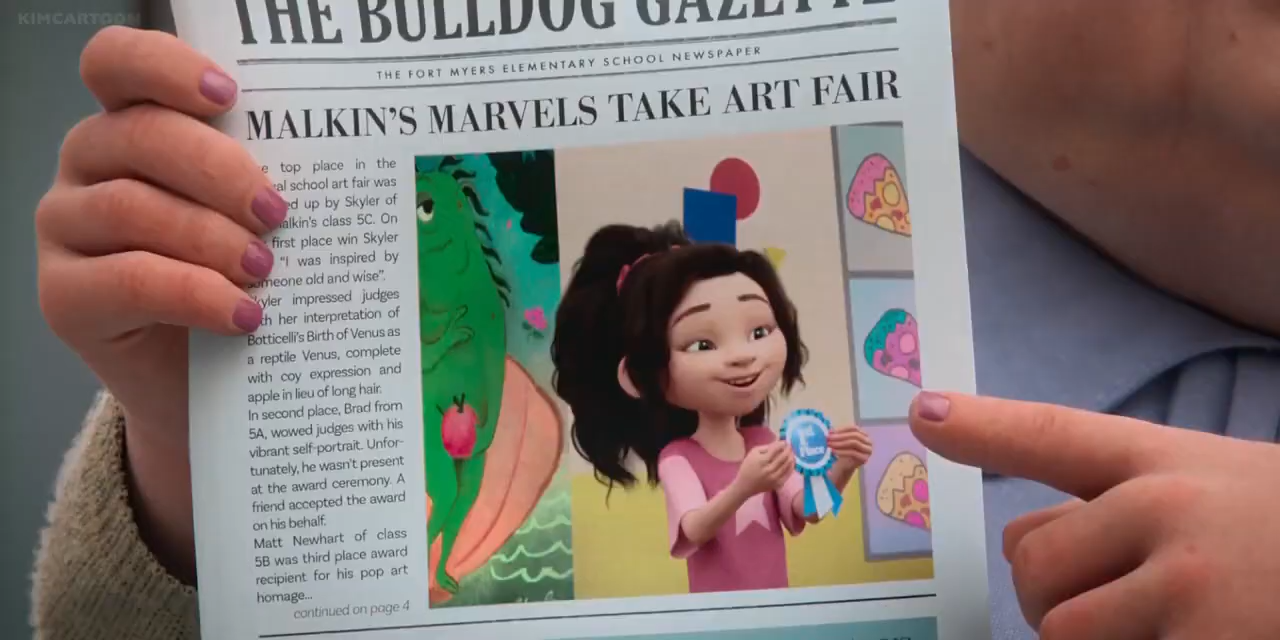 KIMCARTOON
THE BULLDOG GAZETTE
THE FORT MYERS ELEMENTARY SCHOOL NEWSPAPER
MALKIN'S MARVELS TAKE ART FAIR
top place in the
school art fair was
up by Skyler of
class 5C. On
first place win Skyler
"I was inspired by
someone old and wise".
Skyler impressed judges
her interpretation of
Botticelli's Birth of Venus as
a reptile Venus, complete
with coy expression and
apple in lieu of long hair.
In second place, Brad from
5A, wowed judges with his
vibrant self-portrait. Unfor-
tunately, he wasn't present
at the award ceremony. A
friend accepted the award
on his behalf.
Matt Newhart of class
5B was third place award
recipient for his pop art
homage...
continued on page 4
1st
Place